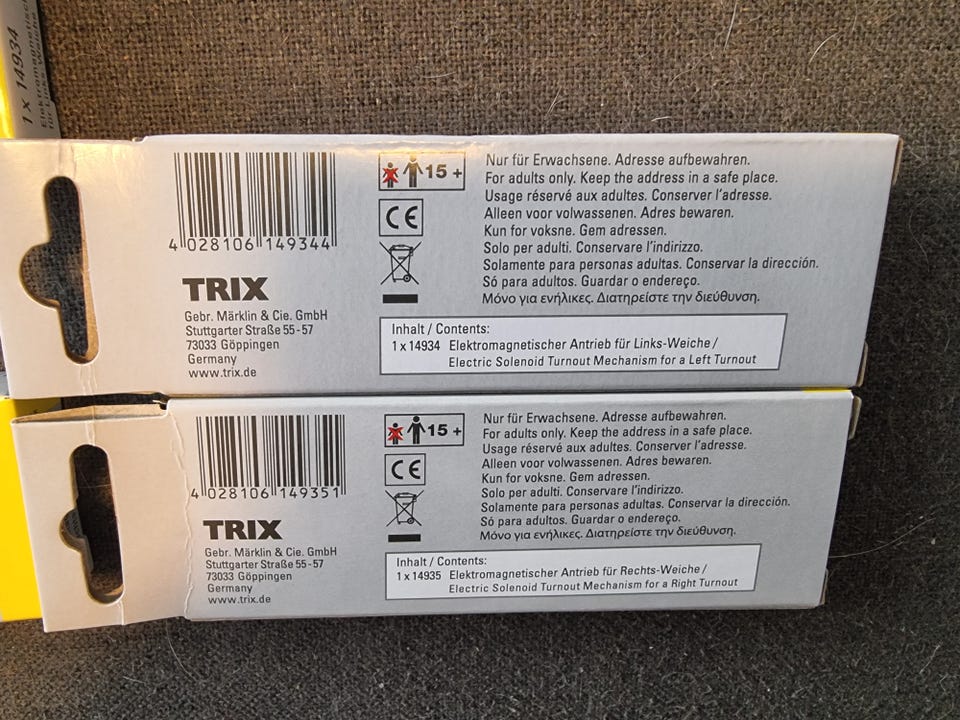 1 x 14934
Elektromagnetischer
für Links-Weiche
15 +
CE
4 028106 149344
TRIX
Gebr. Märklin & Cie. GmbH
Stuttgarter Straße 55-57
73033 Göppingen
Germany
www.trix.de
Nur für Erwachsene. Adresse aufbewahren.
For adults only. Keep the address in a safe place.
Usage réservé aux adultes. Conserver l'adresse.
Alleen voor volwassenen. Adres bewaren.
Kun for voksne. Gem adressen.
Solo per adulti. Conservare l'indirizzo.
Solamente para personas adultas. Conservar la dirección.
Só para adultos. Guardar o endereço.
Μόνο για ενήλικες. Διατηρείστε την διεύθυνση.
Inhalt / Contents:
1 x 14934 Elektromagnetischer Antrieb für Links-Weiche /
Electric Solenoid Turnout Mechanism for a Left Turnout
15 +
CE
4 028106 149351
TRIX
Gebr. Märklin & Cie. GmbH
Stuttgarter Straße 55-57
73033 Göppingen
Germany
www.trix.de
Nur für Erwachsene. Adresse aufbewahren.
For adults only. Keep the address in a safe place.
Usage réservé aux adultes. Conserver l'adresse.
Alleen voor volwassenen. Adres bewaren.
Kun for voksne. Gem adressen.
Solo per adulti. Conservare l'indirizzo.
Solamente para personas adultas. Conservar la dirección.
Só para adultos. Guardar o endereço.
Μόνο για ενήλικες. Διατηρείστε την διεύθυνση.
Inhalt / Contents:
1 x 14935 Elektromagnetischer Antrieb für Rechts-Weiche /
Electric Solenoid Turnout Mechanism for a Right Turnout